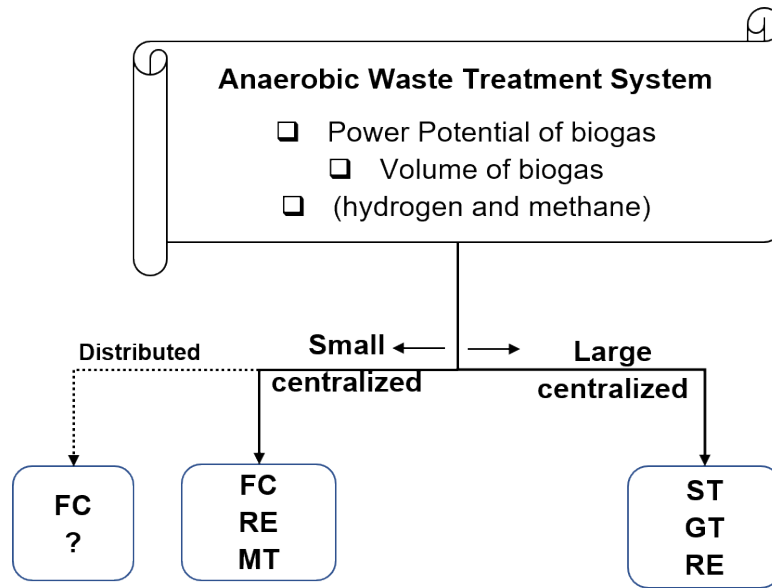 Anaerobic Waste Treatment System
❑ Power Potential of biogas
❑ Volume of biogas
❑ (hydrogen and methane)
Distributed
Small
centralized
Large
centralized
FC
?
FC
RE
MT
ST
GT
RE